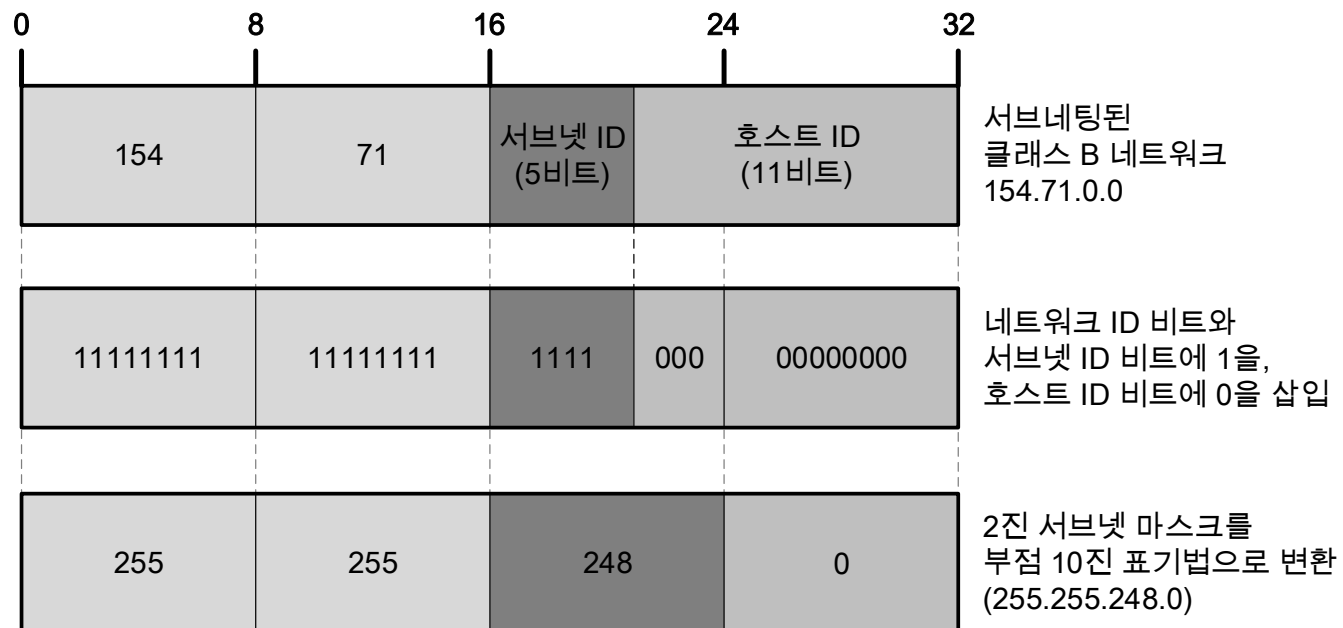 0 8 16 24 32
154 71 서브넷 ID 호스트 ID
(5비트) (11비트)
서브네팅된
클래스 B 네트워크
154.71.0.0
11111111 11111111 1111 000 00000000
네트워크 ID 비트와
서브넷 ID 비트에 1을,
호스트 ID 비트에 0을 삽입
255 255 248 0
2진 서브넷 마스크를
부점 10진 표기법으로 변환
(255.255.248.0)